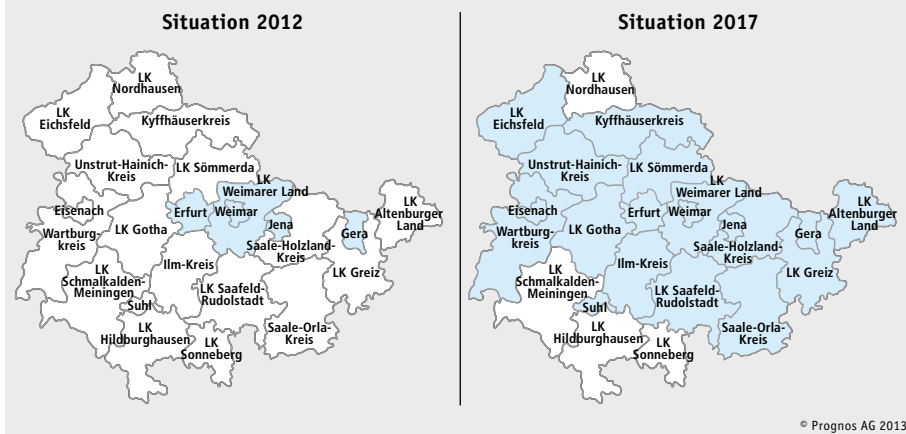 Situation 2012
LK
Nordhausen
LK
Eichsfeld
Kyffhäuserkreis
Unstrut-Hainich-
Kreis
LK Sömmerda
LK
Weimarer Land
Eisenach
Erfurt
Weimar
Jena
Gera
LK
Altenburger
Land
Wartburg-
kreis
LK Gotha
Saale-Holzland-
Kreis
Ilm-Kreis
LK Greiz
LK
Schmalkalden-
Meiningen
LK Saafeld-
Rudolstadt
Suhl
LK
Hildburghausen
LK
Sonneberg
Saale-Orla-
Kreis
Situation 2017
LK
Nordhausen
LK
Eichsfeld
Kyffhäuserkreis
Unstrut-Hainich-
Kreis
LK Sömmerda
LK
Weimarer Land
Eisenach
Erfurt
Weimar
Jena
Gera
LK
Altenburger
Land
Wartburg-
kreis
LK Gotha
Saale-Holzland-
Kreis
Ilm-Kreis
LK Greiz
LK
Schmalkalden-
Meiningen
LK Saafeld-
Rudolstadt
Suhl
LK
Hildburghausen
LK
Sonneberg
Saale-Orla-
Kreis
© Prognos AG 2013